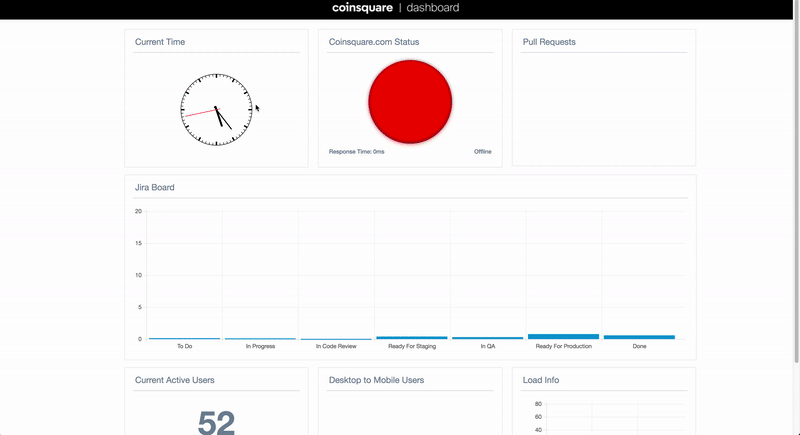 coinsquare | dashboard
Current Time
Coinsquare.com Status
Pull Requests
Response Time: 0ms
Offline
Jira Board
20
15
10
5
0
To Do
In Progress
In Code Review
Ready For Staging
In QA
Ready For Production
Done
Current Active Users
Desktop to Mobile Users
Load Info
52
80
60
40